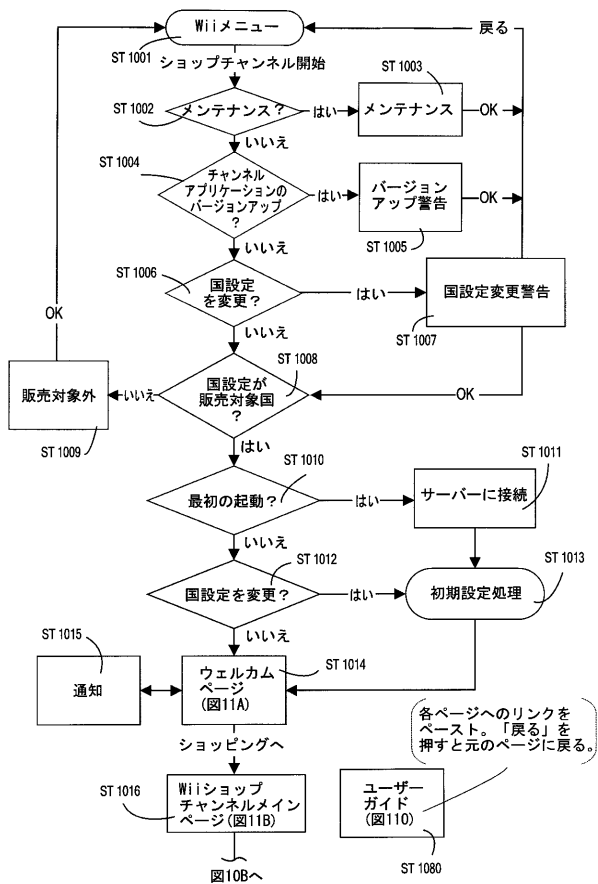 Wiiメニュー
ST 1001
戻る
ショップチャンネル開始
ST 1003
ST 1002
メンテナンス？
はい
メンテナンス
OK
いいえ
ST 1004
チャンネル
アプリケーションの
バージョンアップ
？
はい
バージョン
アップ警告
OK
ST 1005
いいえ
ST 1006
国設定
を変更？
はい
国設定変更警告
ST 1007
いいえ
OK
ST 1008
国設定が
販売対象国
？
いいえ
販売対象外
ST 1009
OK
はい
ST 1010
最初の起動？
はい
サーバーに接続
ST 1011
いいえ
ST 1012
国設定を変更？
はい
初期設定処理
ST 1013
いいえ
ST 1015
通知
ウェルカム
ページ
(図11A)
ST 1014
ショッピングへ
各ページへのリンクを
ペースト。「戻る」を
押すと元のページに戻る。
ST 1016
Wiiショップ
チャンネルメイン
ページ(図11B)
ユーザー
ガイド
(図110)
ST 1080
図10Bへ